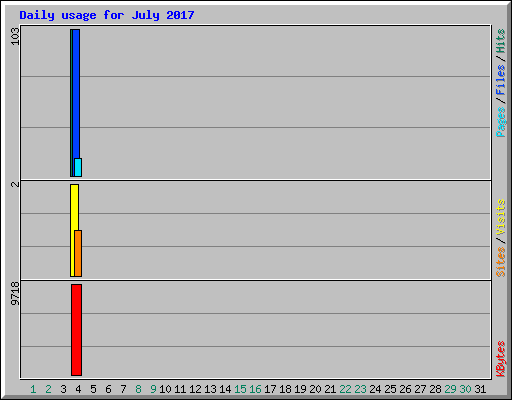 Daily usage for July 2017
103
Pages / Files / Hits
2
Sites / Visits
9718
KBytes
1 2 3 4 5 6 7 8 9 10 11 12 13 14 15 16 17 18 19 20 21 22 23 24 25 26 27 28 29 30 31